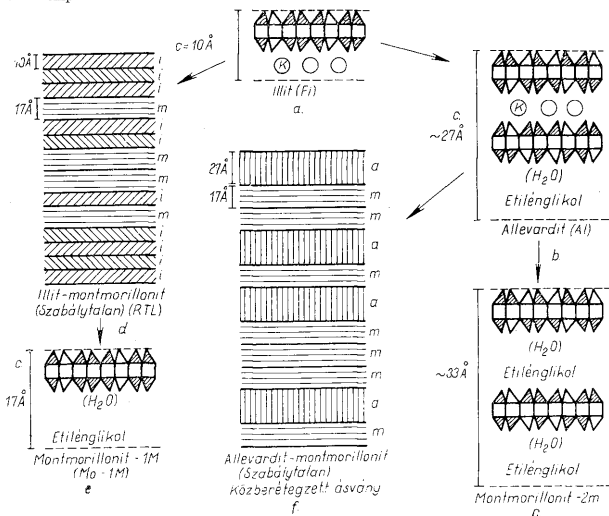 c=10Å
K
Illit (Fi)
a.
10Å
17Å
i
i
i
m
i
i
m
m
i
m
i
i
i
i
Illit-montmorillonit
(Szabálytalan) (RTL)
d
c
17Å
(H₂O)
Etilénglikol
Montmorillonit - 1M
(Mo - 1M)
e
27Å
17Å
a
m
m
a
m
a
m
m
m
a
m
Allevardit-montmorillonit
(Szabálytalan)
Közberétegzett ásvány
f.
c.
~27Å
K
(H₂O)
Etilénglikol
Allevardit (Al)
b
~33Å
(H₂O)
Etilénglikol
(H₂O)
Etilénglikol
Montmorillonit -2m